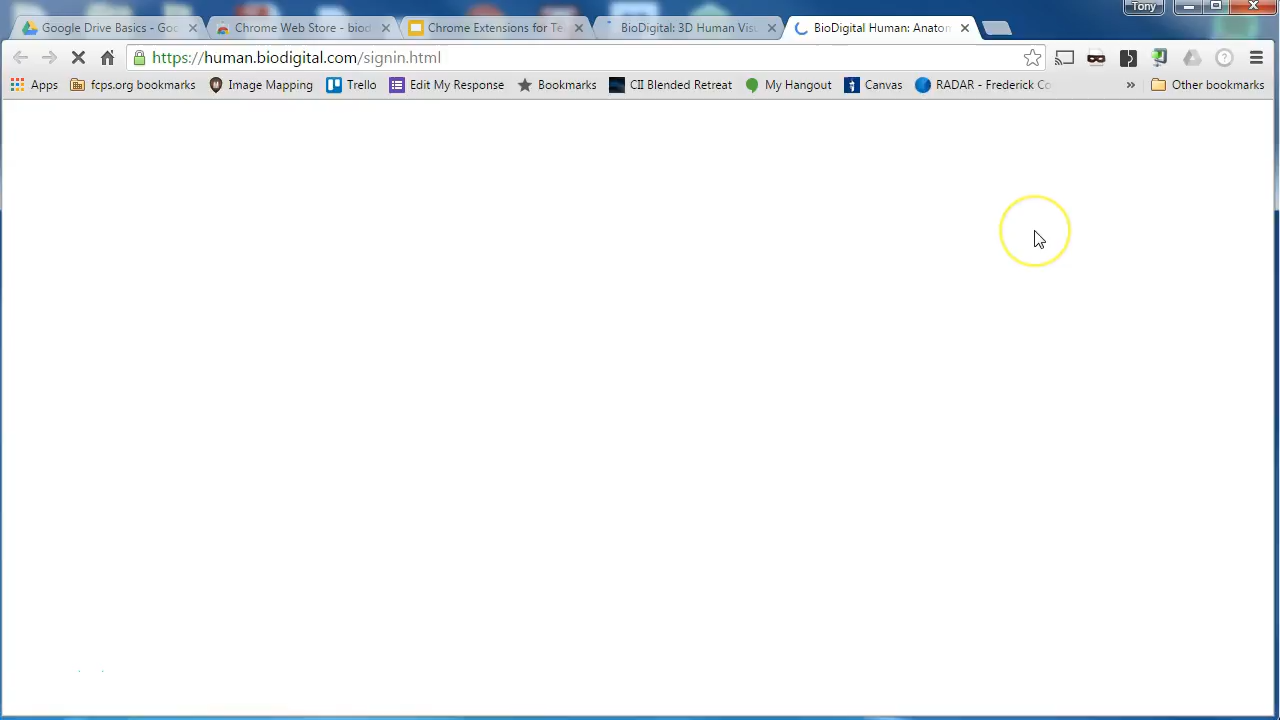 Tony
Google Drive Basics - Goo
Chrome Web Store - biod
Chrome Extensions for Te
BioDigital: 3D Human Visu
BioDigital Human: Anatom
https://human.biodigital.com/signin.html
Apps
fcps.org bookmarks
Image Mapping
Trello
Edit My Response
Bookmarks
CII Blended Retreat
My Hangout
Canvas
RADAR - Frederick Co
»
Other bookmarks